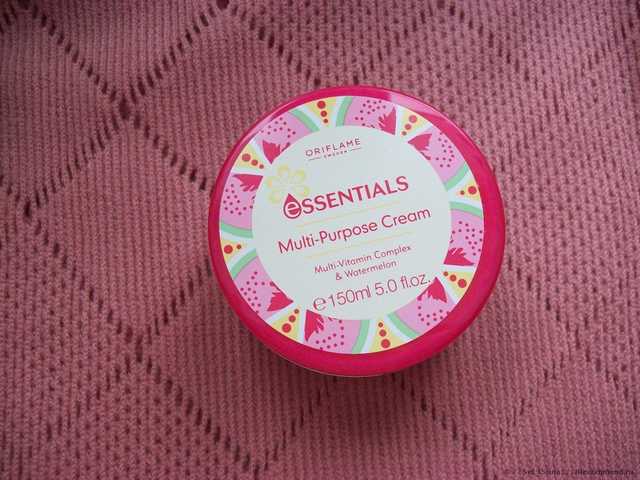 ORIFLAME
SWEDEN
eSSENTIALS
Multi-Purpose Cream
Multi-Vitamin Complex
& Watermelon
℮150ml 5.0 fl.oz.